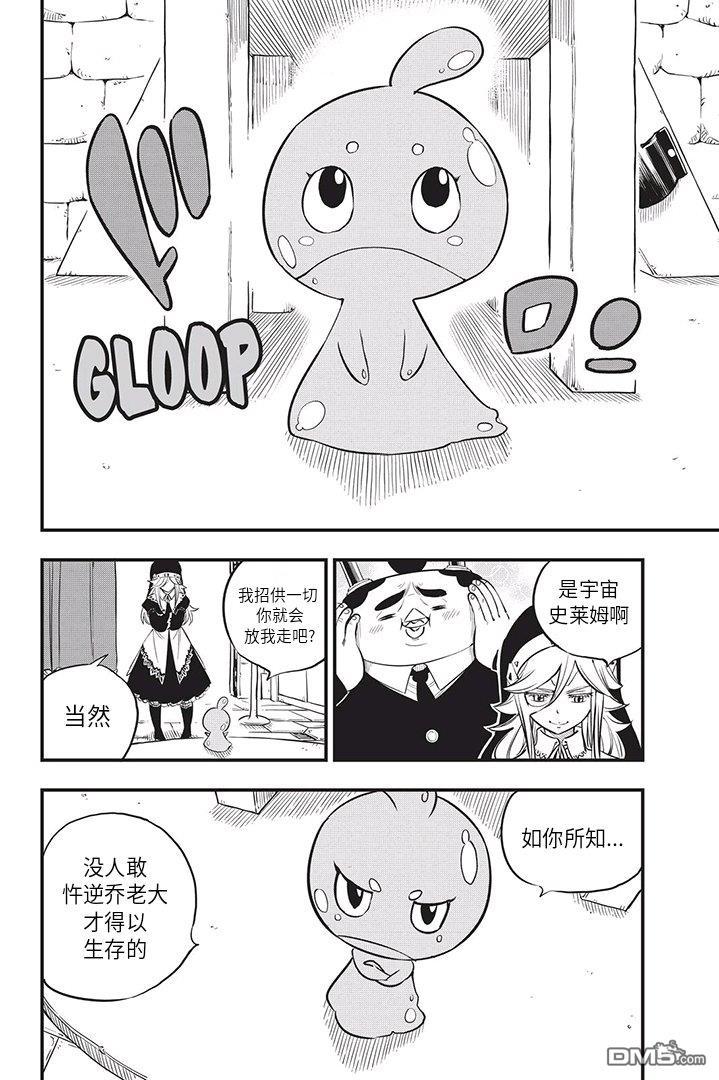 ドドロ
GLOOP
是宇宙
史莱姆啊
我招供一切
你就会
放我走吧?
当然
如你所知...
没人敢
忤逆乔老大
才得以
生存的
DM5.com